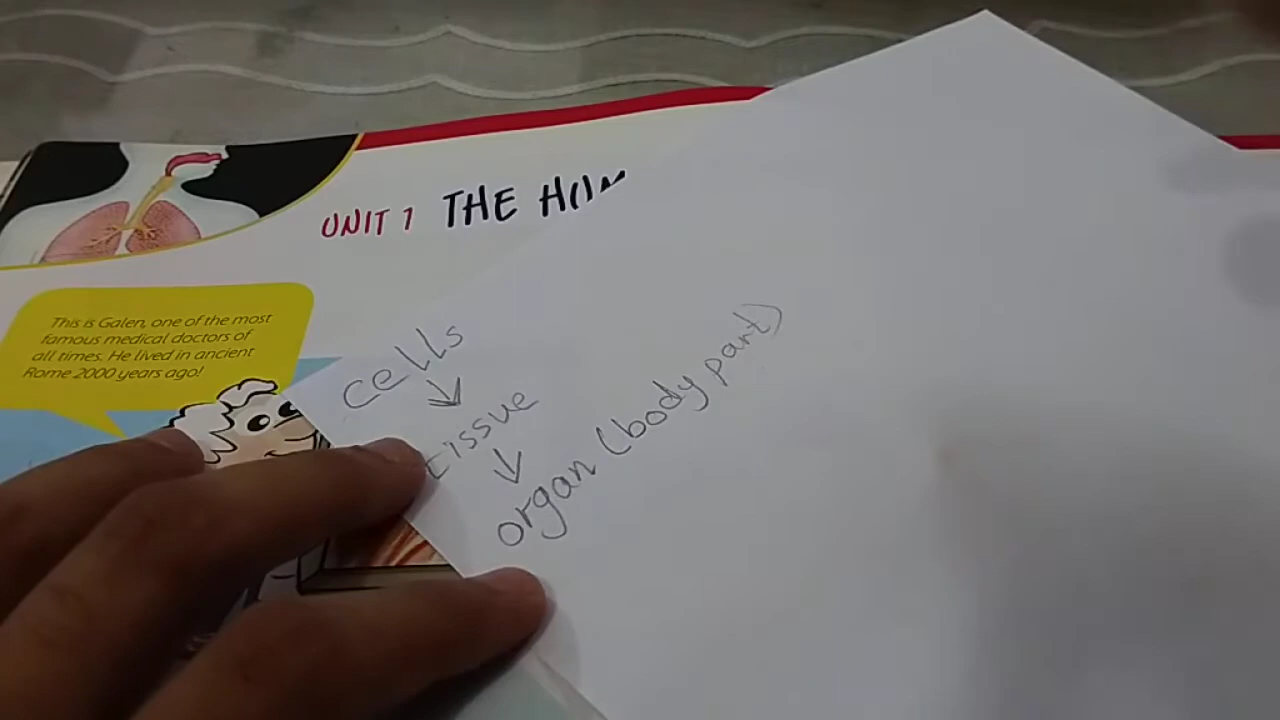 UNIT 1 THE HUM
This is Galen, one of the most
famous medical doctors of
all times. He lived in ancient
Rome 2000 years ago!
cells
↓
tissue
↓
organ (body part)